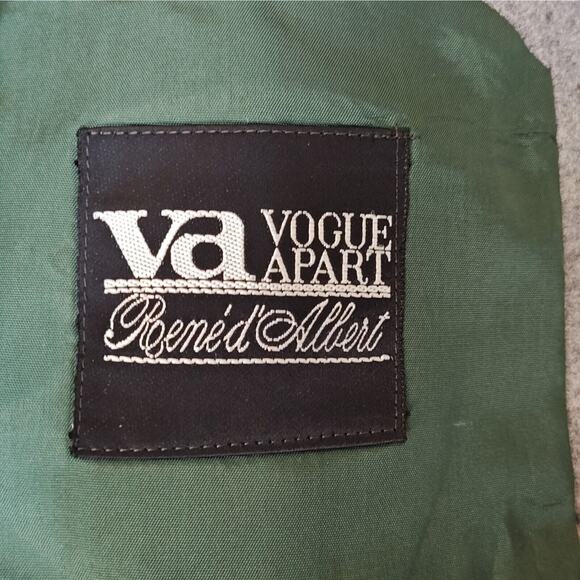 va VOGUE
APART
René d'Albert